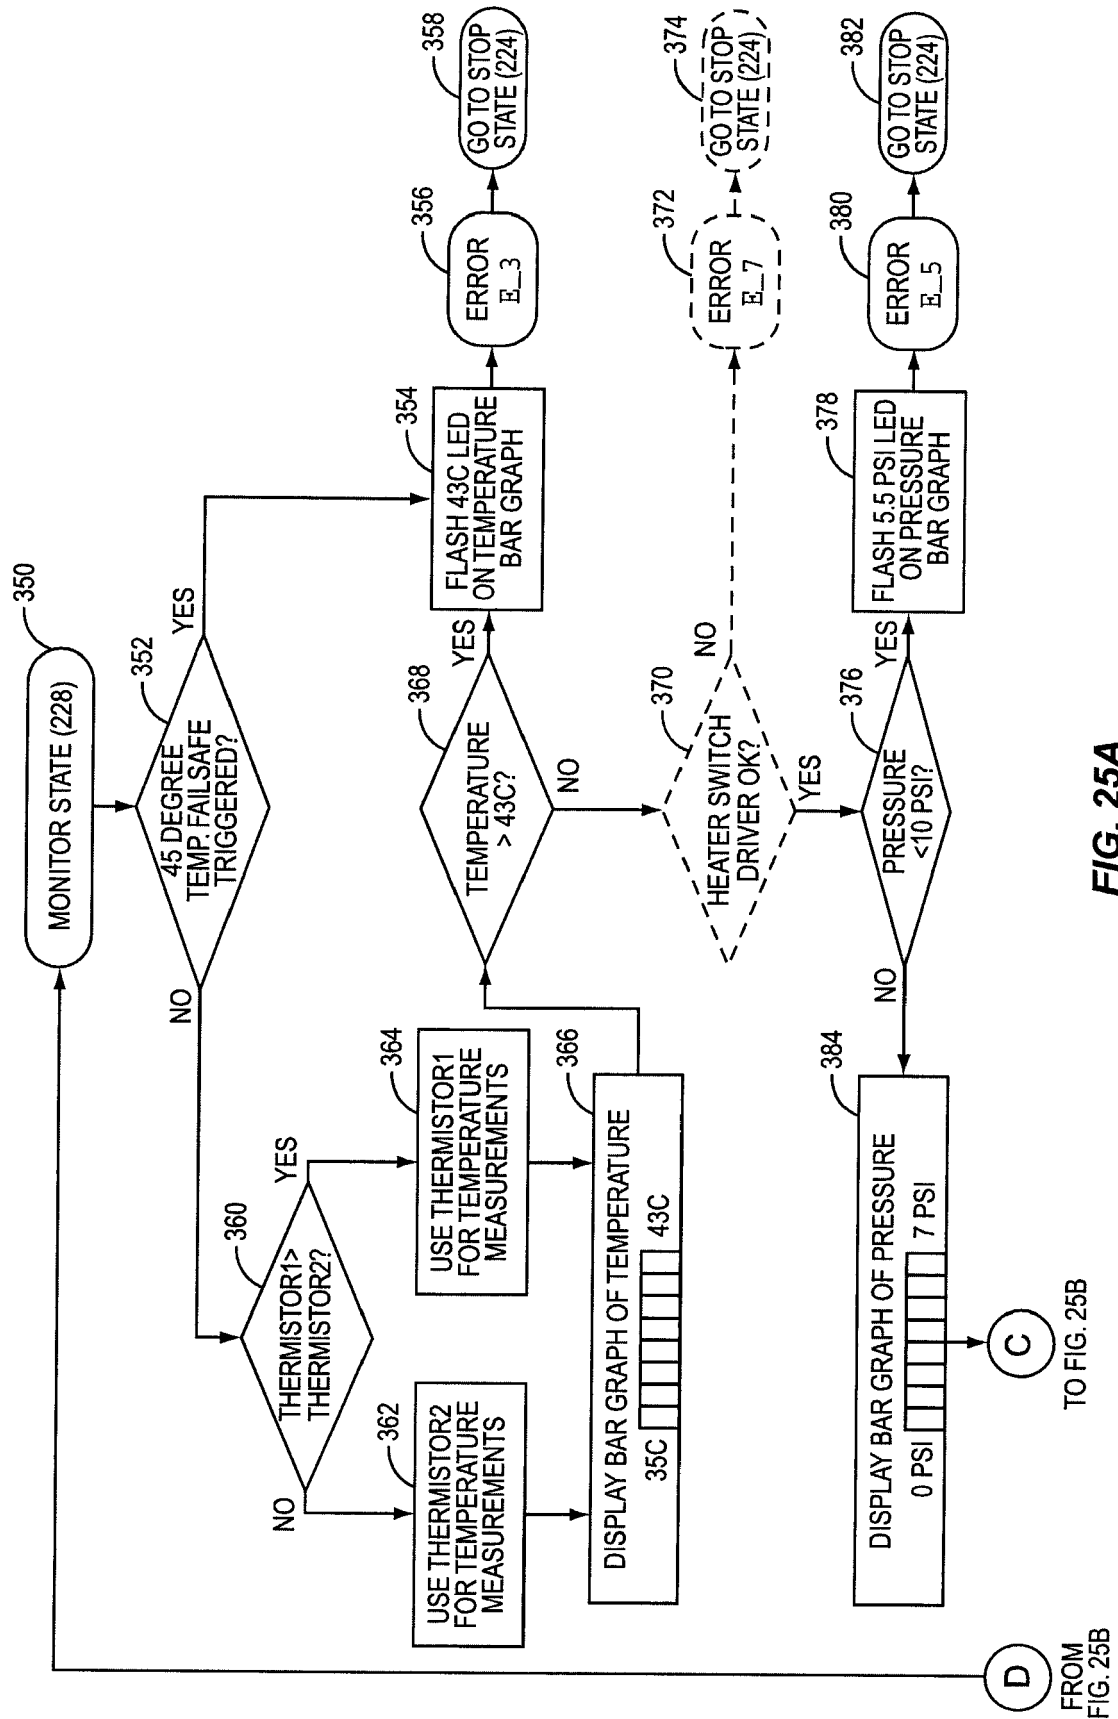 350
MONITOR STATE (228)
352
45 DEGREE
TEMP. FAILSAFE
TRIGGERED?
YES
NO
360
THERMISTOR1>
THERMISTOR2?
YES
NO
362
USE THERMISTOR2
FOR TEMPERATURE
MEASUREMENTS
364
USE THERMISTOR1
FOR TEMPERATURE
MEASUREMENTS
366
DISPLAY BAR GRAPH OF TEMPERATURE
35C
43C
368
TEMPERATURE
> 43C?
YES
NO
354
FLASH 43C LED
ON TEMPERATURE
BAR GRAPH
356
ERROR
E_3
358
GO TO STOP
STATE (224)
370
HEATER SWITCH
DRIVER OK?
NO
YES
372
ERROR
E_7
374
GO TO STOP
STATE (224)
376
PRESSURE
<10 PSI?
YES
NO
378
FLASH 5.5 PSI LED
ON PRESSURE
BAR GRAPH
380
ERROR
E_5
382
GO TO STOP
STATE (224)
384
DISPLAY BAR GRAPH OF PRESSURE
0 PSI
7 PSI
C
TO FIG. 25B
D
FROM
FIG. 25B
FIG. 25A